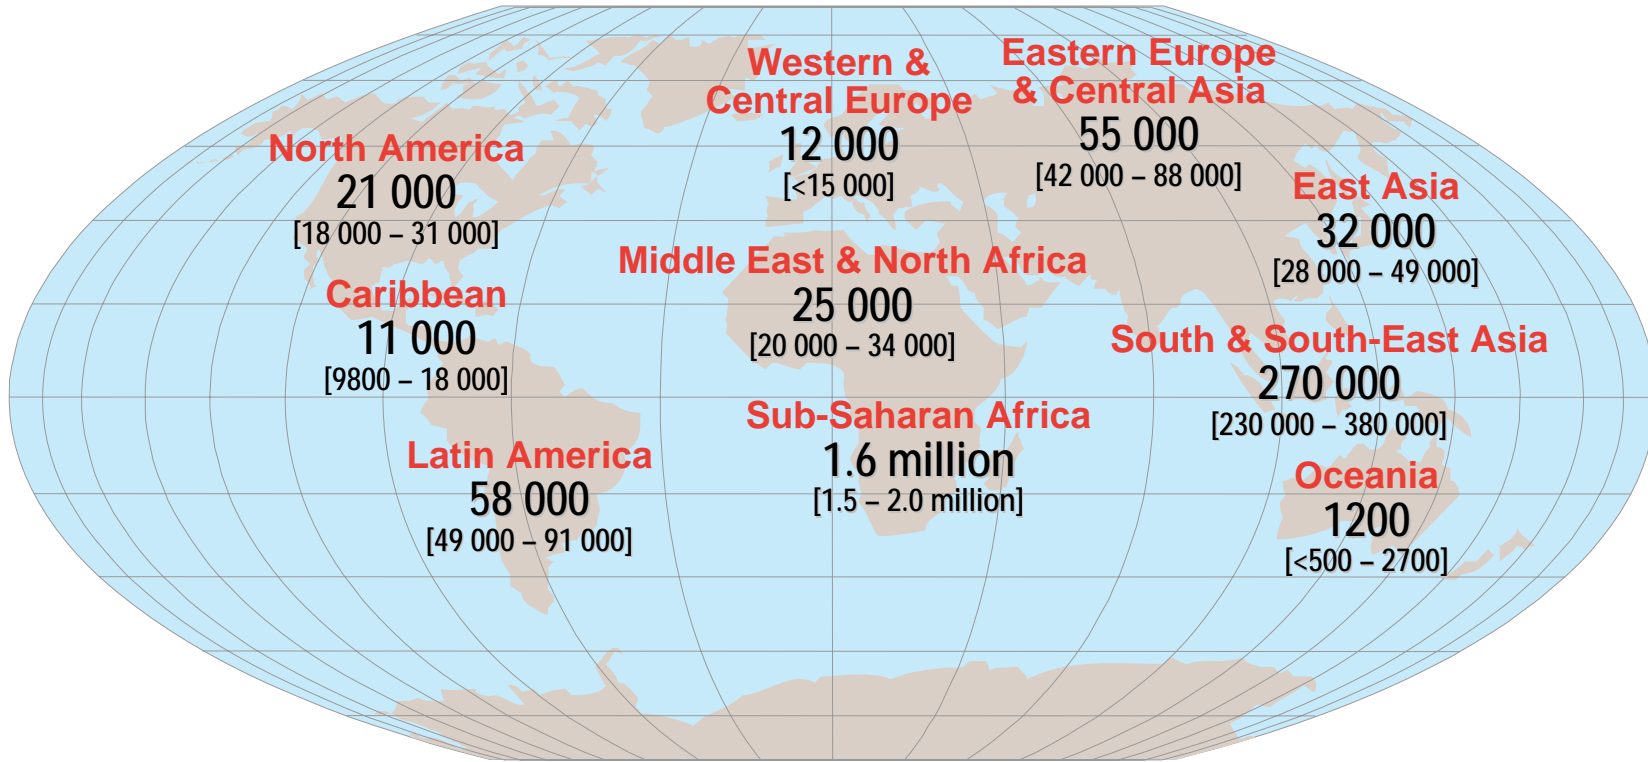 Western &
Central Europe
12 000
[<15 000]
Eastern Europe
& Central Asia
55 000
[42 000 – 88 000]
North America
21 000
[18 000 – 31 000]
East Asia
32 000
[28 000 – 49 000]
Middle East & North Africa
25 000
[20 000 – 34 000]
Caribbean
11 000
[9800 – 18 000]
South & South-East Asia
270 000
[230 000 – 380 000]
Sub-Saharan Africa
1.6 million
[1.5 – 2.0 million]
Latin America
58 000
[49 000 – 91 000]
Oceania
1200
[<500 – 2700]